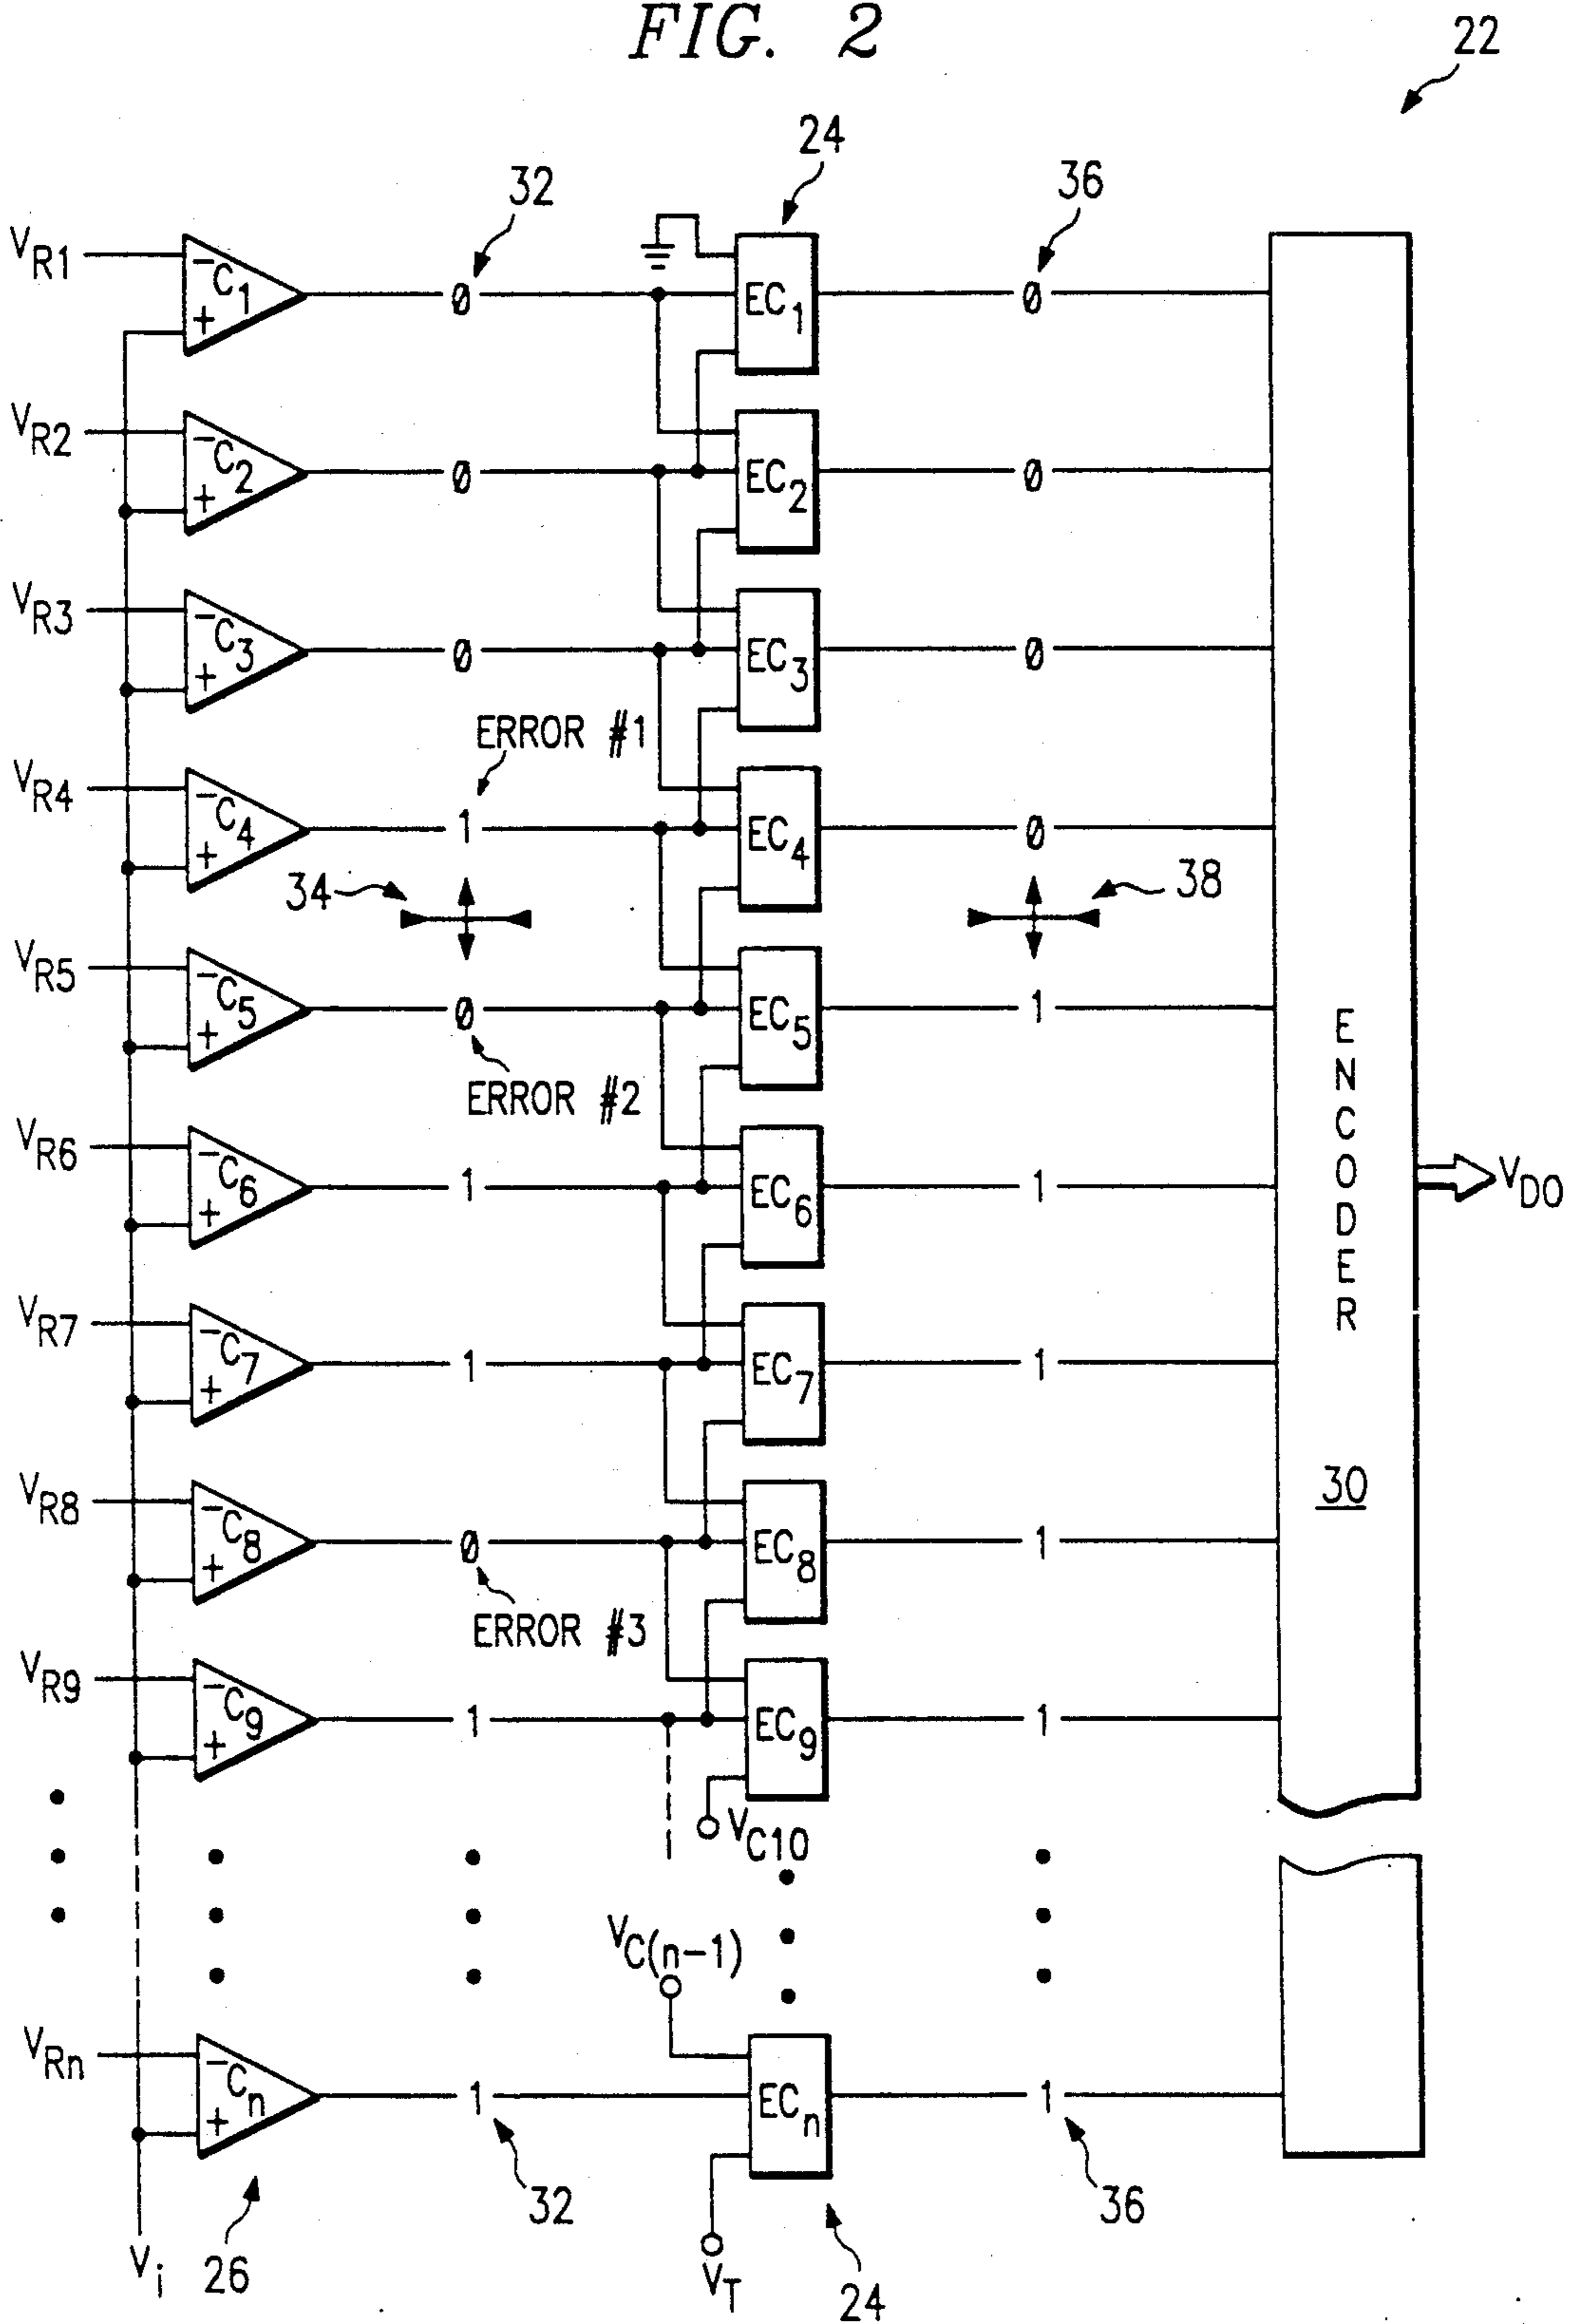 FIG. 2
22
24
32
36
VR1
− C1 +
0
EC1
0
VR2
− C2 +
0
EC2
0
VR3
− C3 +
0
EC3
0
ERROR #1
VR4
− C4 +
1
EC4
0
34
38
VR5
− C5 +
0
EC5
1
ERROR #2
VR6
− C6 +
1
EC6
1
ENCODER
VDO
VR7
− C7 +
1
EC7
1
VR8
− C8 +
0
EC8
1
30
ERROR #3
VR9
− C9 +
1
EC9
1
VC10
VC(n-1)
VRn
− Cn +
1
ECn
1
32
36
Vi
26
VT
24